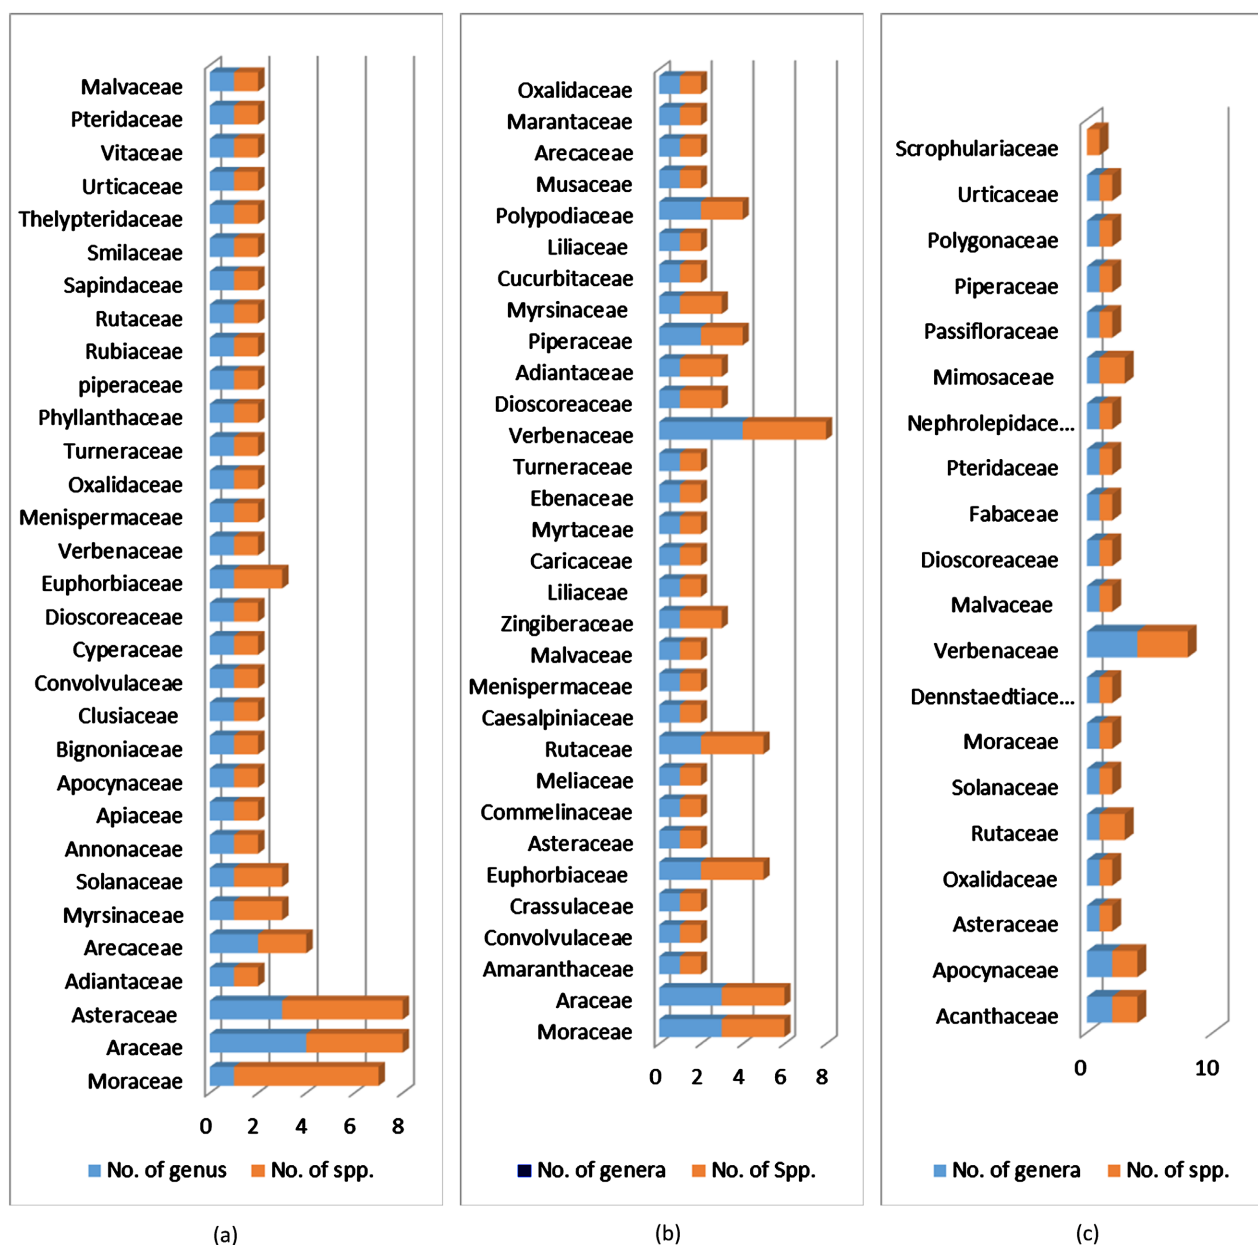 Malvaceae
Pteridaceae
Vitaceae
Urticaceae
Thelypteridaceae
Smilaceae
Sapindaceae
Rutaceae
Rubiaceae
piperaceae
Phyllanthaceae
Turneraceae
Oxalidaceae
Menispermaceae
Verbenaceae
Euphorbiaceae
Dioscoreaceae
Cyperaceae
Convolvulaceae
Clusiaceae
Bignoniaceae
Apocynaceae
Apiaceae
Annonaceae
Solanaceae
Myrsinaceae
Arecaceae
Adiantaceae
Asteraceae
Araceae
Moraceae
0 2 4 6 8
No. of genus No. of spp.
(a)
Oxalidaceae
Marantaceae
Arecaceae
Musaceae
Polypodiaceae
Liliaceae
Cucurbitaceae
Myrsinaceae
Piperaceae
Adiantaceae
Dioscoreaceae
Verbenaceae
Turneraceae
Ebenaceae
Myrtaceae
Caricaceae
Liliaceae
Zingiberaceae
Malvaceae
Menispermaceae
Caesalpiniaceae
Rutaceae
Meliaceae
Commelinaceae
Asteraceae
Euphorbiaceae
Crassulaceae
Convolvulaceae
Amaranthaceae
Araceae
Moraceae
0 2 4 6 8
No. of genera No. of Spp.
(b)
Scrophulariaceae
Urticaceae
Polygonaceae
Piperaceae
Passifloraceae
Mimosaceae
Nephrolepidace...
Pteridaceae
Fabaceae
Dioscoreaceae
Malvaceae
Verbenaceae
Dennstaedtiace...
Moraceae
Solanaceae
Rutaceae
Oxalidaceae
Asteraceae
Apocynaceae
Acanthaceae
0 10
No. of genera No. of spp.
(c)